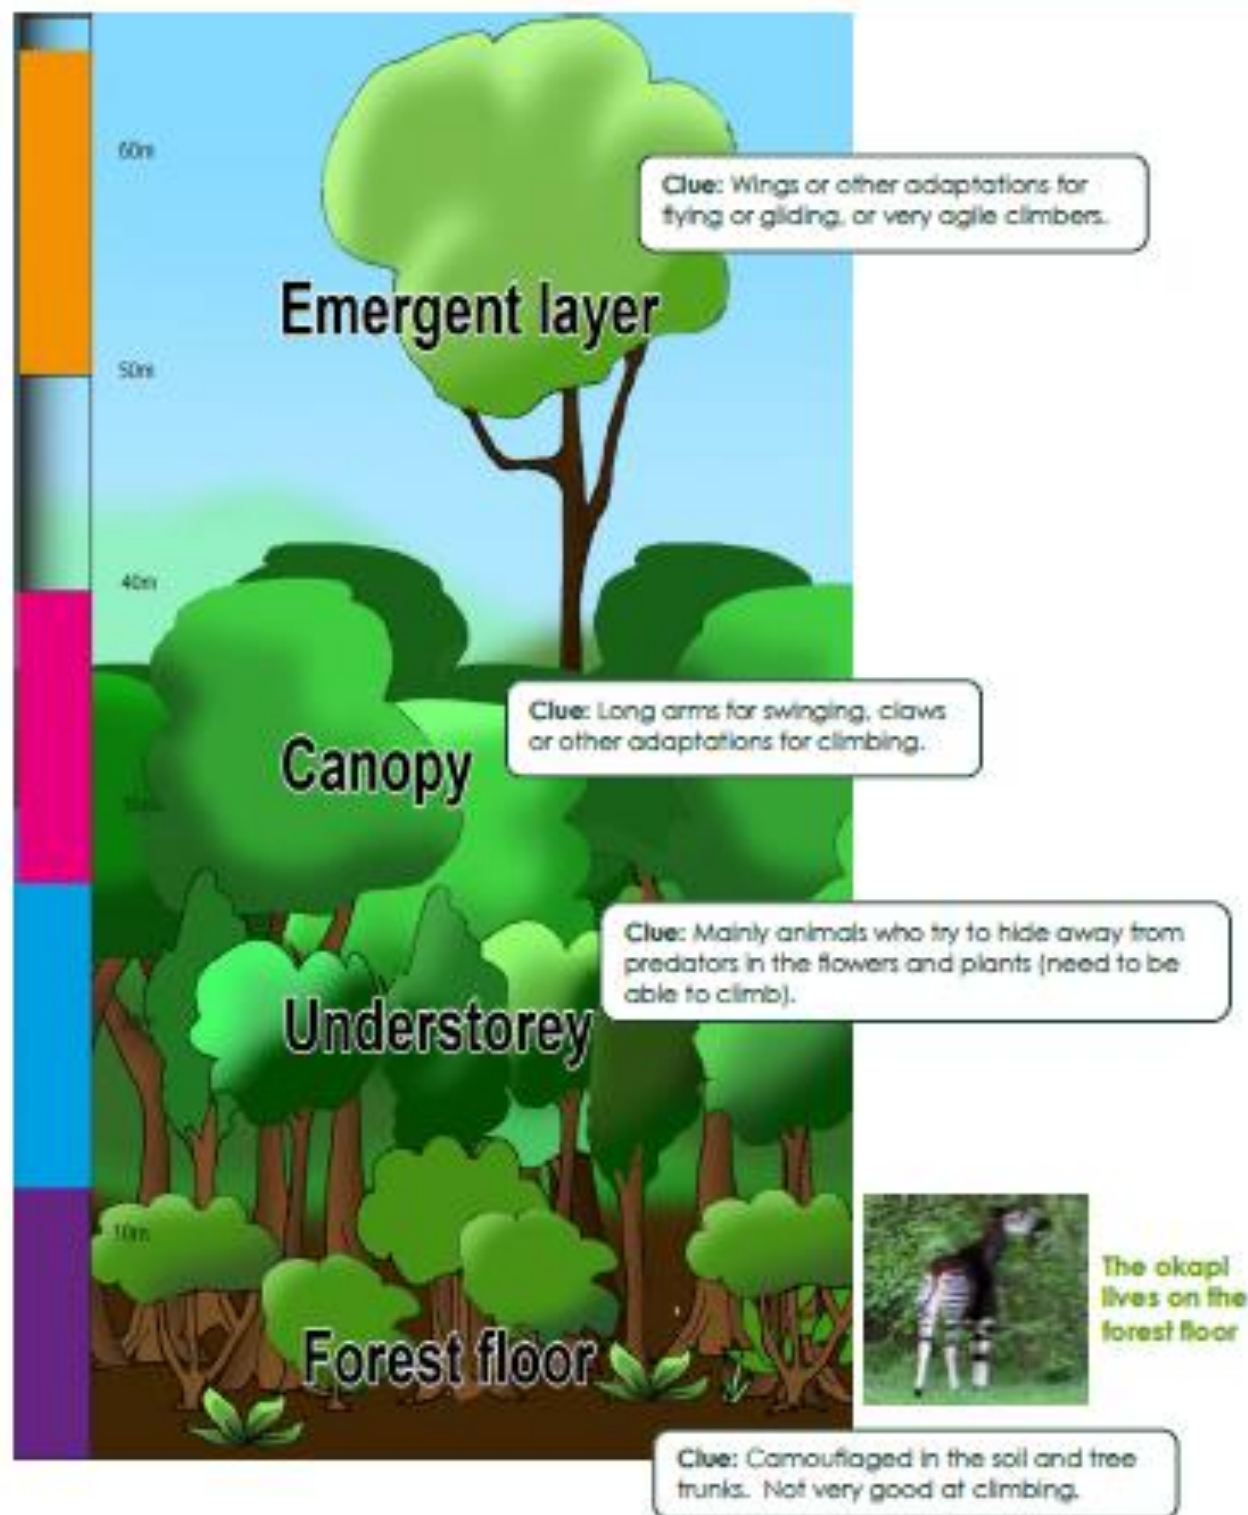 60m
Clue: Wings or other adaptations for
flying or gliding, or very agile climbers.
Emergent layer
50m
40m
Clue: Long arms for swinging, claws
or other adaptations for climbing.
Canopy
Clue: Mainly animals who try to hide away from
predators in the flowers and plants (need to be
able to climb).
Understorey
10m
The okapi
lives on the
forest floor
Forest floor
Clue: Camouflaged in the soil and tree
trunks. Not very good at climbing.